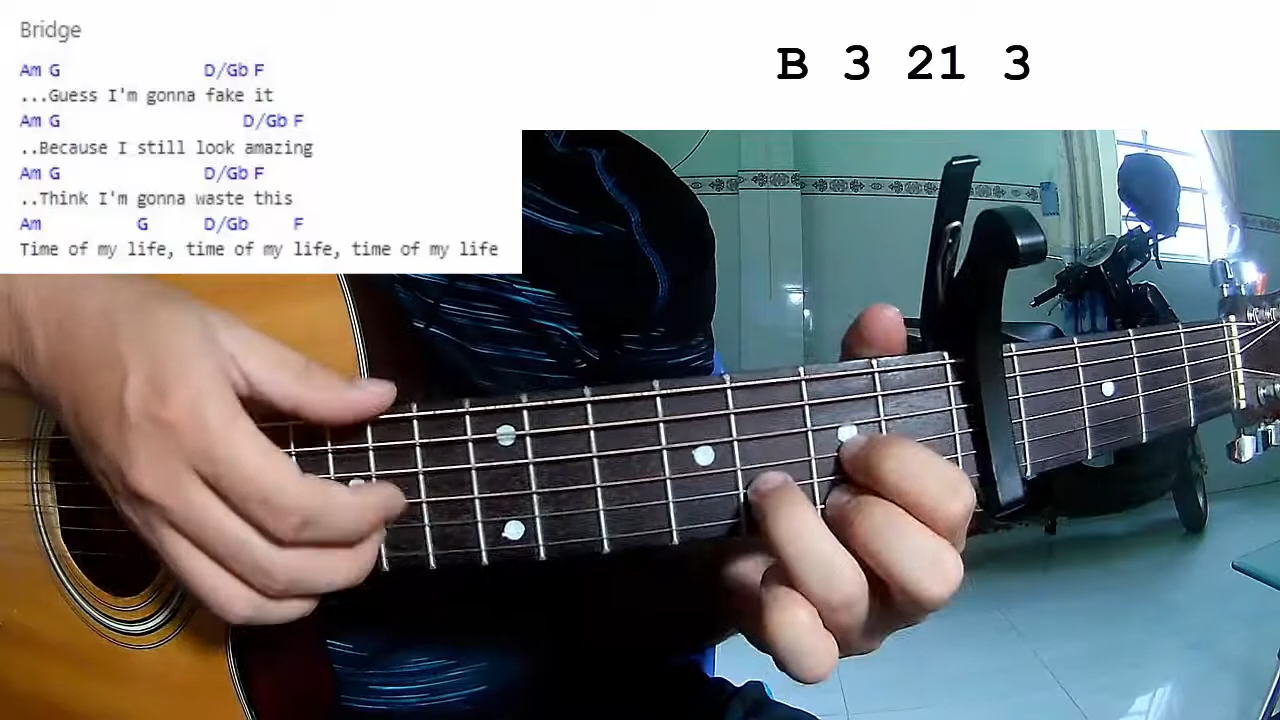 Bridge
B 3 21 3
Am G D/Gb F
...Guess I'm gonna fake it
Am G D/Gb F
..Because I still look amazing
Am G D/Gb F
..Think I'm gonna waste this
Am G D/Gb F
Time of my life, time of my life, time of my life